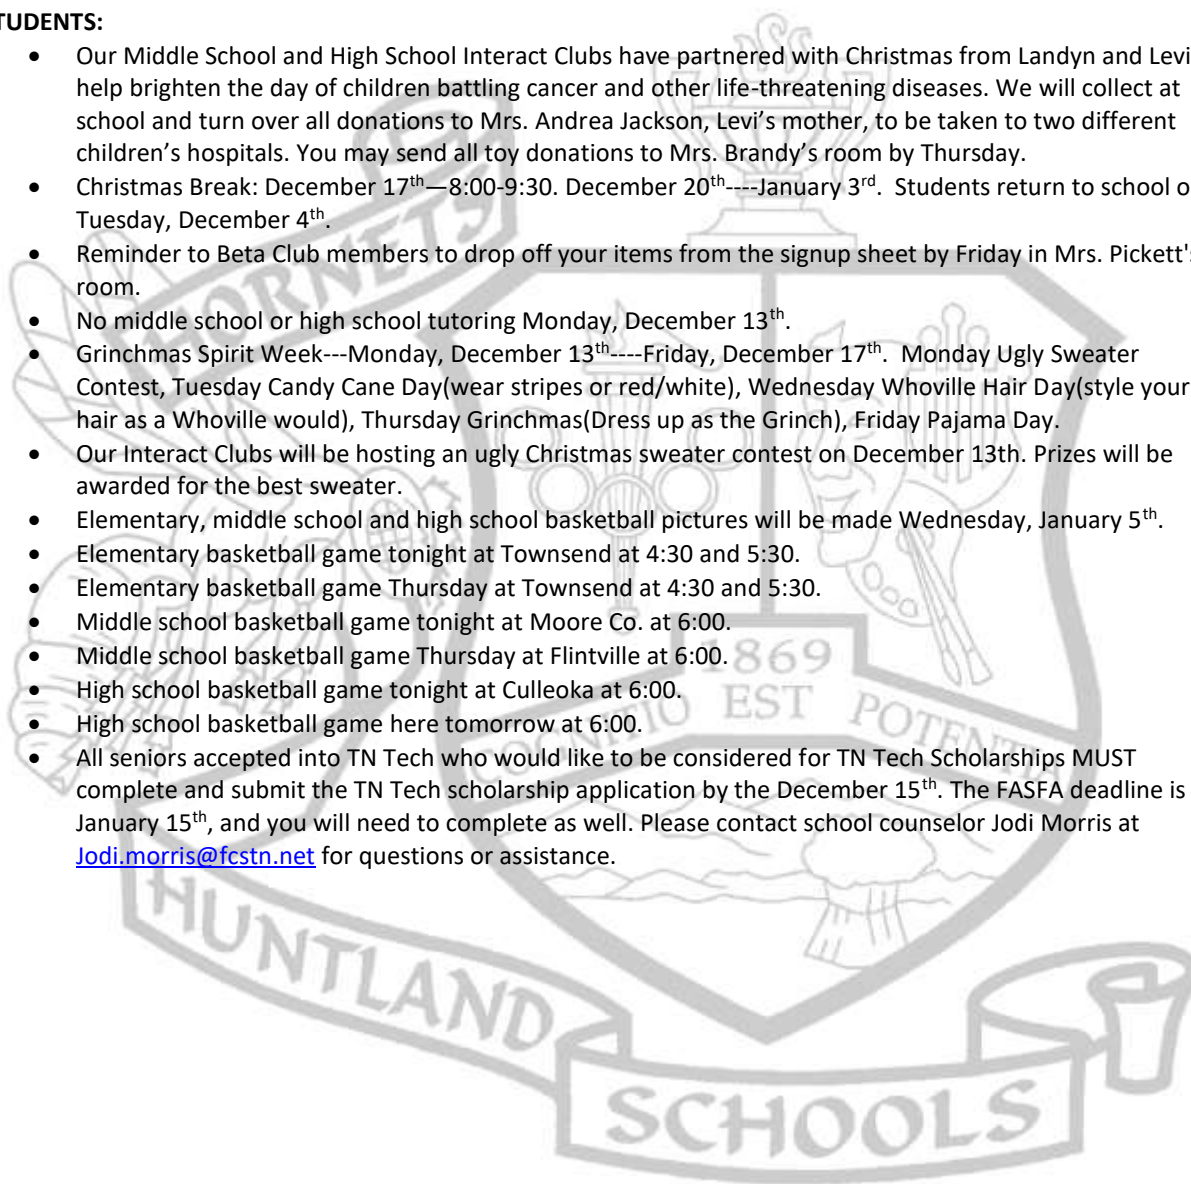 TUDENTS:
• Our Middle School and High School Interact Clubs have partnered with Christmas from Landyn and Levi
help brighten the day of children battling cancer and other life-threatening diseases. We will collect at
school and turn over all donations to Mrs. Andrea Jackson, Levi’s mother, to be taken to two different
children’s hospitals. You may send all toy donations to Mrs. Brandy’s room by Thursday.
• Christmas Break: December 17th—8:00-9:30. December 20th----January 3rd. Students return to school o
Tuesday, December 4th.
• Reminder to Beta Club members to drop off your items from the signup sheet by Friday in Mrs. Pickett's
room.
• No middle school or high school tutoring Monday, December 13th.
• Grinchmas Spirit Week---Monday, December 13th----Friday, December 17th. Monday Ugly Sweater
Contest, Tuesday Candy Cane Day(wear stripes or red/white), Wednesday Whoville Hair Day(style your
hair as a Whoville would), Thursday Grinchmas(Dress up as the Grinch), Friday Pajama Day.
• Our Interact Clubs will be hosting an ugly Christmas sweater contest on December 13th. Prizes will be
awarded for the best sweater.
• Elementary, middle school and high school basketball pictures will be made Wednesday, January 5th.
• Elementary basketball game tonight at Townsend at 4:30 and 5:30.
• Elementary basketball game Thursday at Townsend at 4:30 and 5:30.
• Middle school basketball game tonight at Moore Co. at 6:00.
• Middle school basketball game Thursday at Flintville at 6:00.
• High school basketball game tonight at Culleoka at 6:00.
• High school basketball game here tomorrow at 6:00.
• All seniors accepted into TN Tech who would like to be considered for TN Tech Scholarships MUST
complete and submit the TN Tech scholarship application by the December 15th. The FASFA deadline is
January 15th, and you will need to complete as well. Please contact school counselor Jodi Morris at
Jodi.morris@fcstn.net for questions or assistance.
HORNETS
1869
COGNITIO EST POTENTIA
HUNTLAND
SCHOOLS